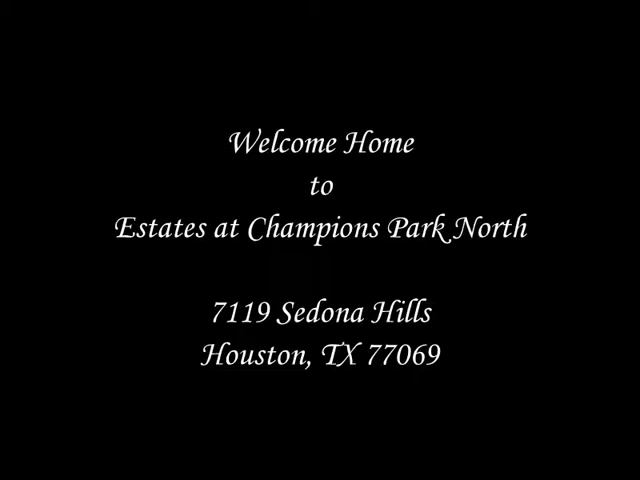 Welcome Home
to
Estates at Champions Park North
7119 Sedona Hills
Houston, TX 77069